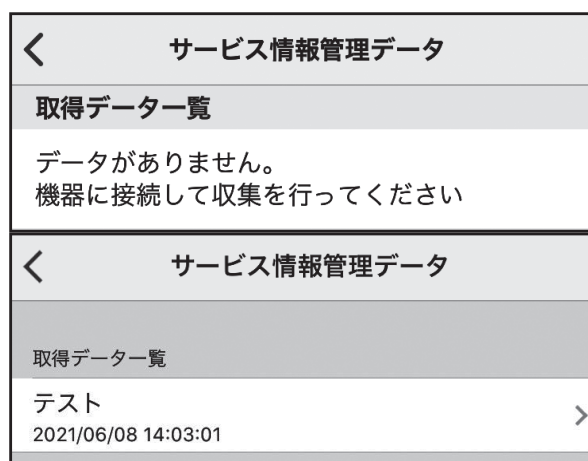 サービス情報管理データ
取得データ一覧
データがありません。
機器に接続して収集を行ってください
サービス情報管理データ
取得データ一覧
テスト
2021/06/08 14:03:01